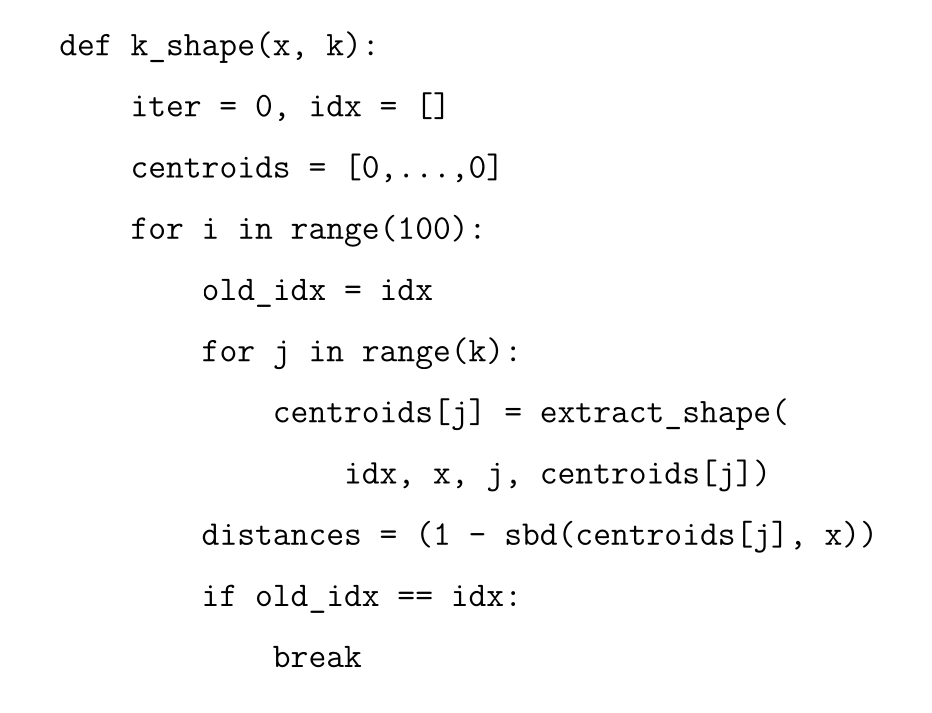 def k_shape(x, k):
    iter = 0, idx = []
    centroids = [0,...,0]
    for i in range(100):
        old_idx = idx
        for j in range(k):
            centroids[j] = extract_shape(
                idx, x, j, centroids[j])
        distances = (1 - sbd(centroids[j], x))
        if old_idx == idx:
            break